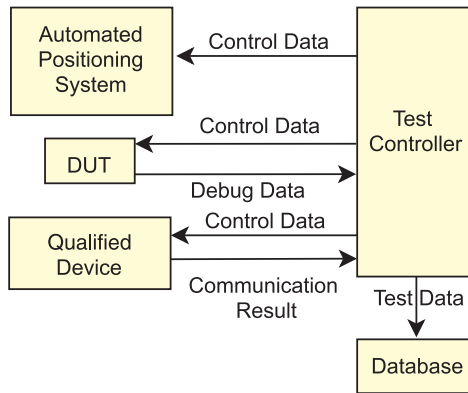 Automated
Positioning
System
Control Data
Test
Controller
Control Data
DUT
Debug Data
Control Data
Qualified
Device
Communication
Result
Test Data
Database